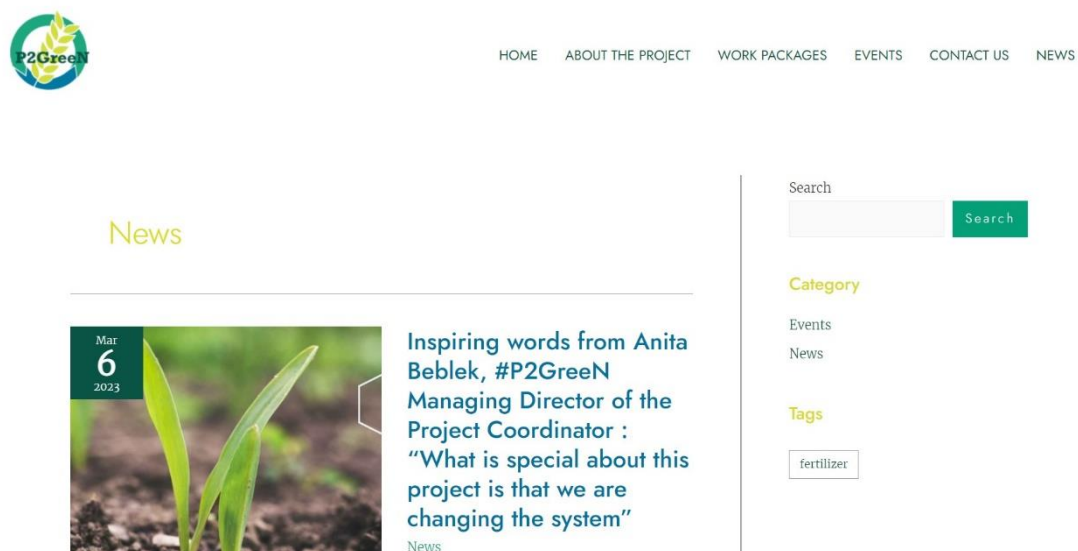 P2GreeN
HOME ABOUT THE PROJECT WORK PACKAGES EVENTS CONTACT US NEWS
News
Mar
6
2023
Inspiring words from Anita
Beblek, #P2GreeN
Managing Director of the
Project Coordinator :
“What is special about this
project is that we are
changing the system”
News
Search
Search
Category
Events
News
Tags
fertilizer